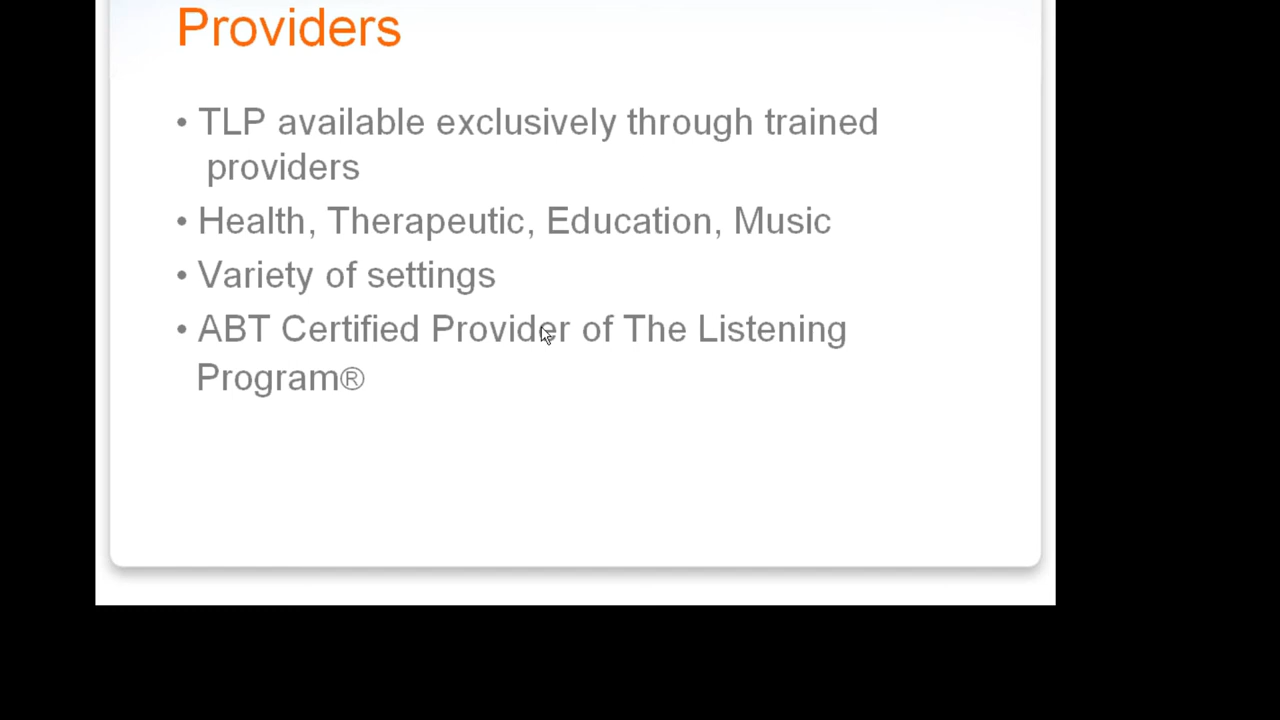 Providers
• TLP available exclusively through trained
providers
• Health, Therapeutic, Education, Music
• Variety of settings
• ABT Certified Provider of The Listening
Program®